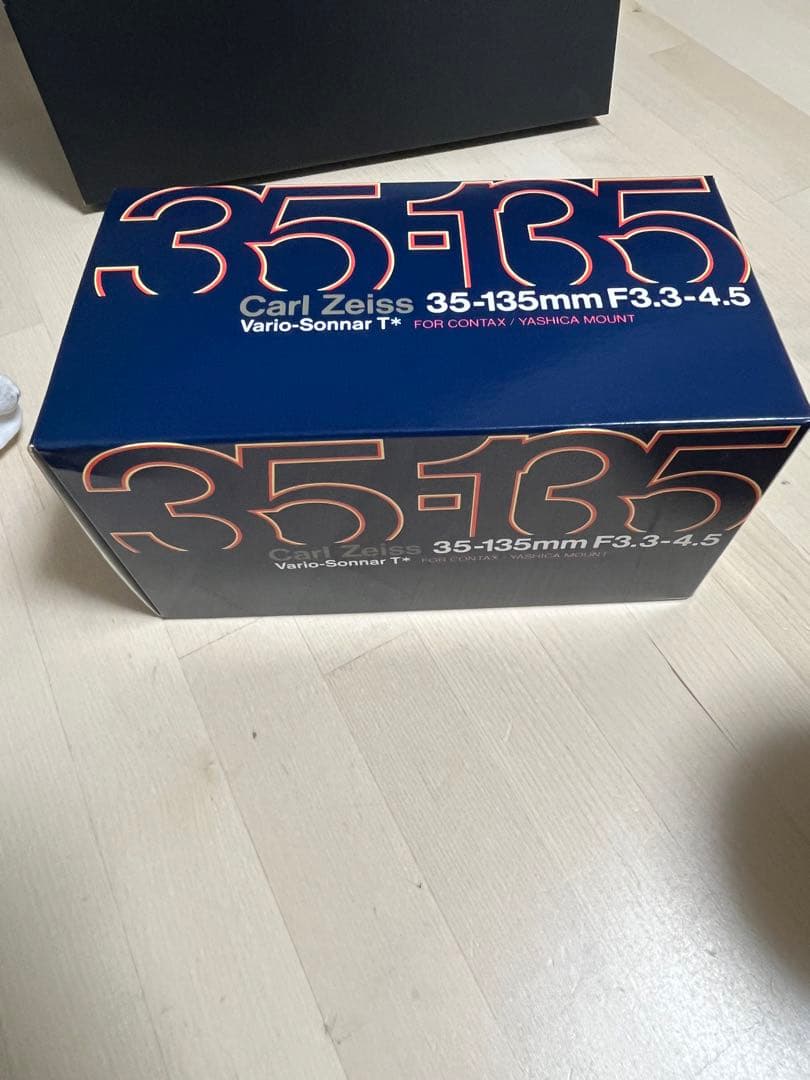 35-135
Carl Zeiss 35-135mm F3.3-4.5
Vario-Sonnar T* FOR CONTAX / YASHICA MOUNT
35-135
Carl Zeiss 35-135mm F3.3-4.5
Vario-Sonnar T* FOR CONTAX / YASHICA MOUNT